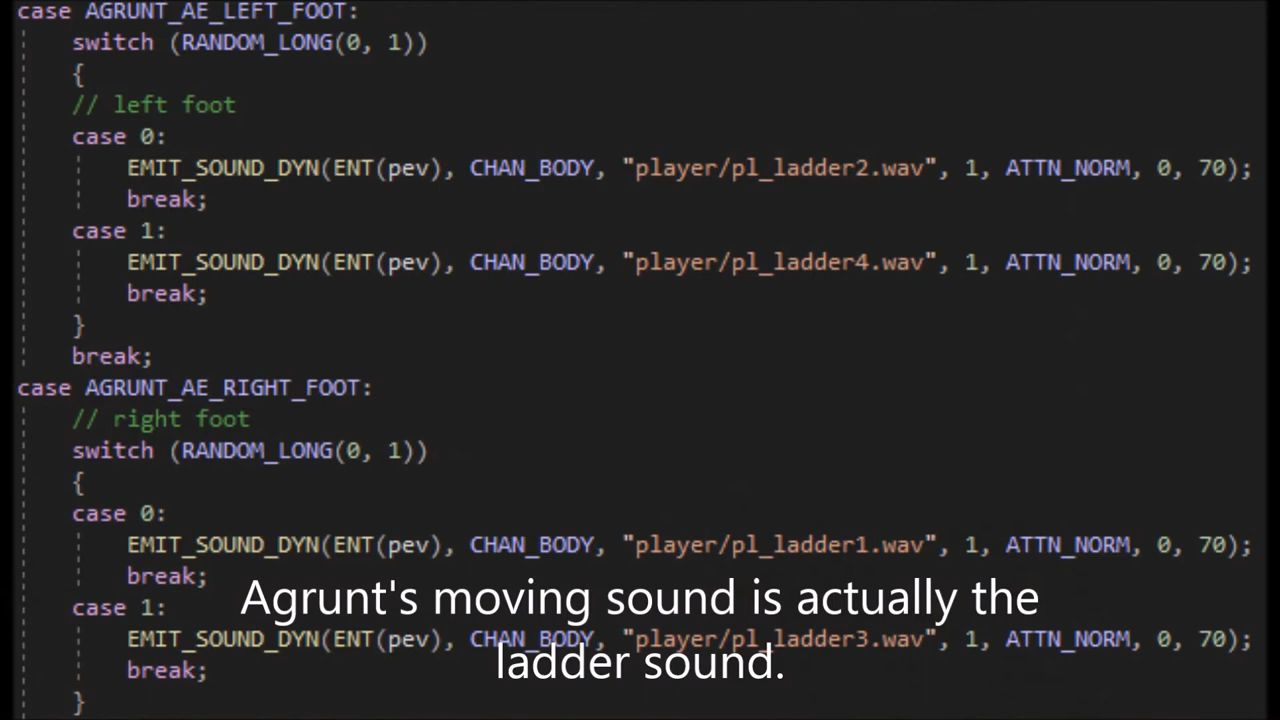 case AGRUNT_AE_LEFT_FOOT:
switch (RANDOM_LONG(0, 1))
{
// left foot
case 0:
EMIT_SOUND_DYN(ENT(pev), CHAN_BODY, "player/pl_ladder2.wav", 1, ATTN_NORM, 0, 70);
break;
case 1:
EMIT_SOUND_DYN(ENT(pev), CHAN_BODY, "player/pl_ladder4.wav", 1, ATTN_NORM, 0, 70);
break;
}
break;
case AGRUNT_AE_RIGHT_FOOT:
// right foot
switch (RANDOM_LONG(0, 1))
{
case 0:
EMIT_SOUND_DYN(ENT(pev), CHAN_BODY, "player/pl_ladder1.wav", 1, ATTN_NORM, 0, 70);
break;
case 1:
EMIT_SOUND_DYN(ENT(pev), CHAN_BODY, "player/pl_ladder3.wav", 1, ATTN_NORM, 0, 70);
break;
}
Agrunt's moving sound is actually the
ladder sound.